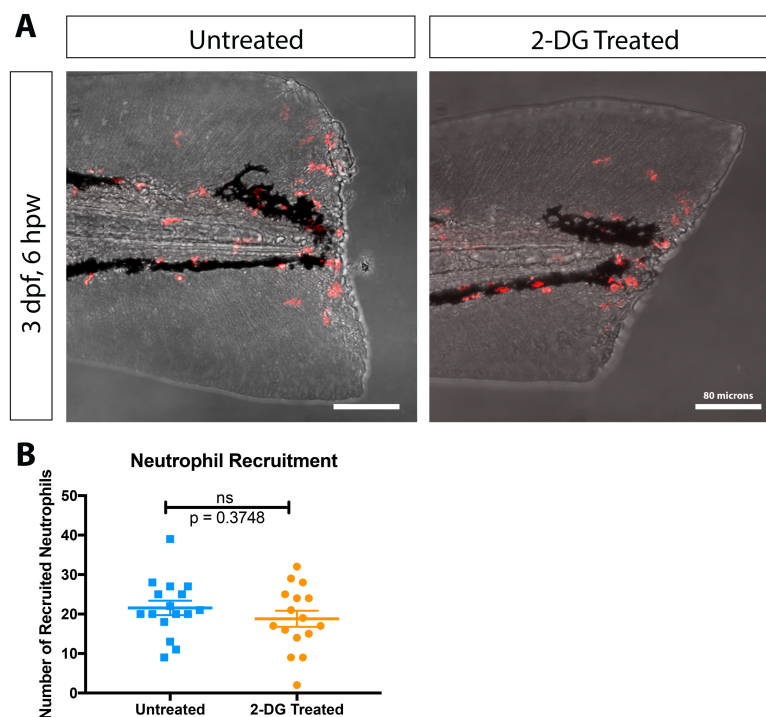 A
Untreated
2-DG Treated
3 dpf, 6 hpw
80 microns
B
Neutrophil Recruitment
Number of Recruited Neutrophils
50
40
30
20
10
0
ns
p = 0.3748
Untreated
2-DG Treated